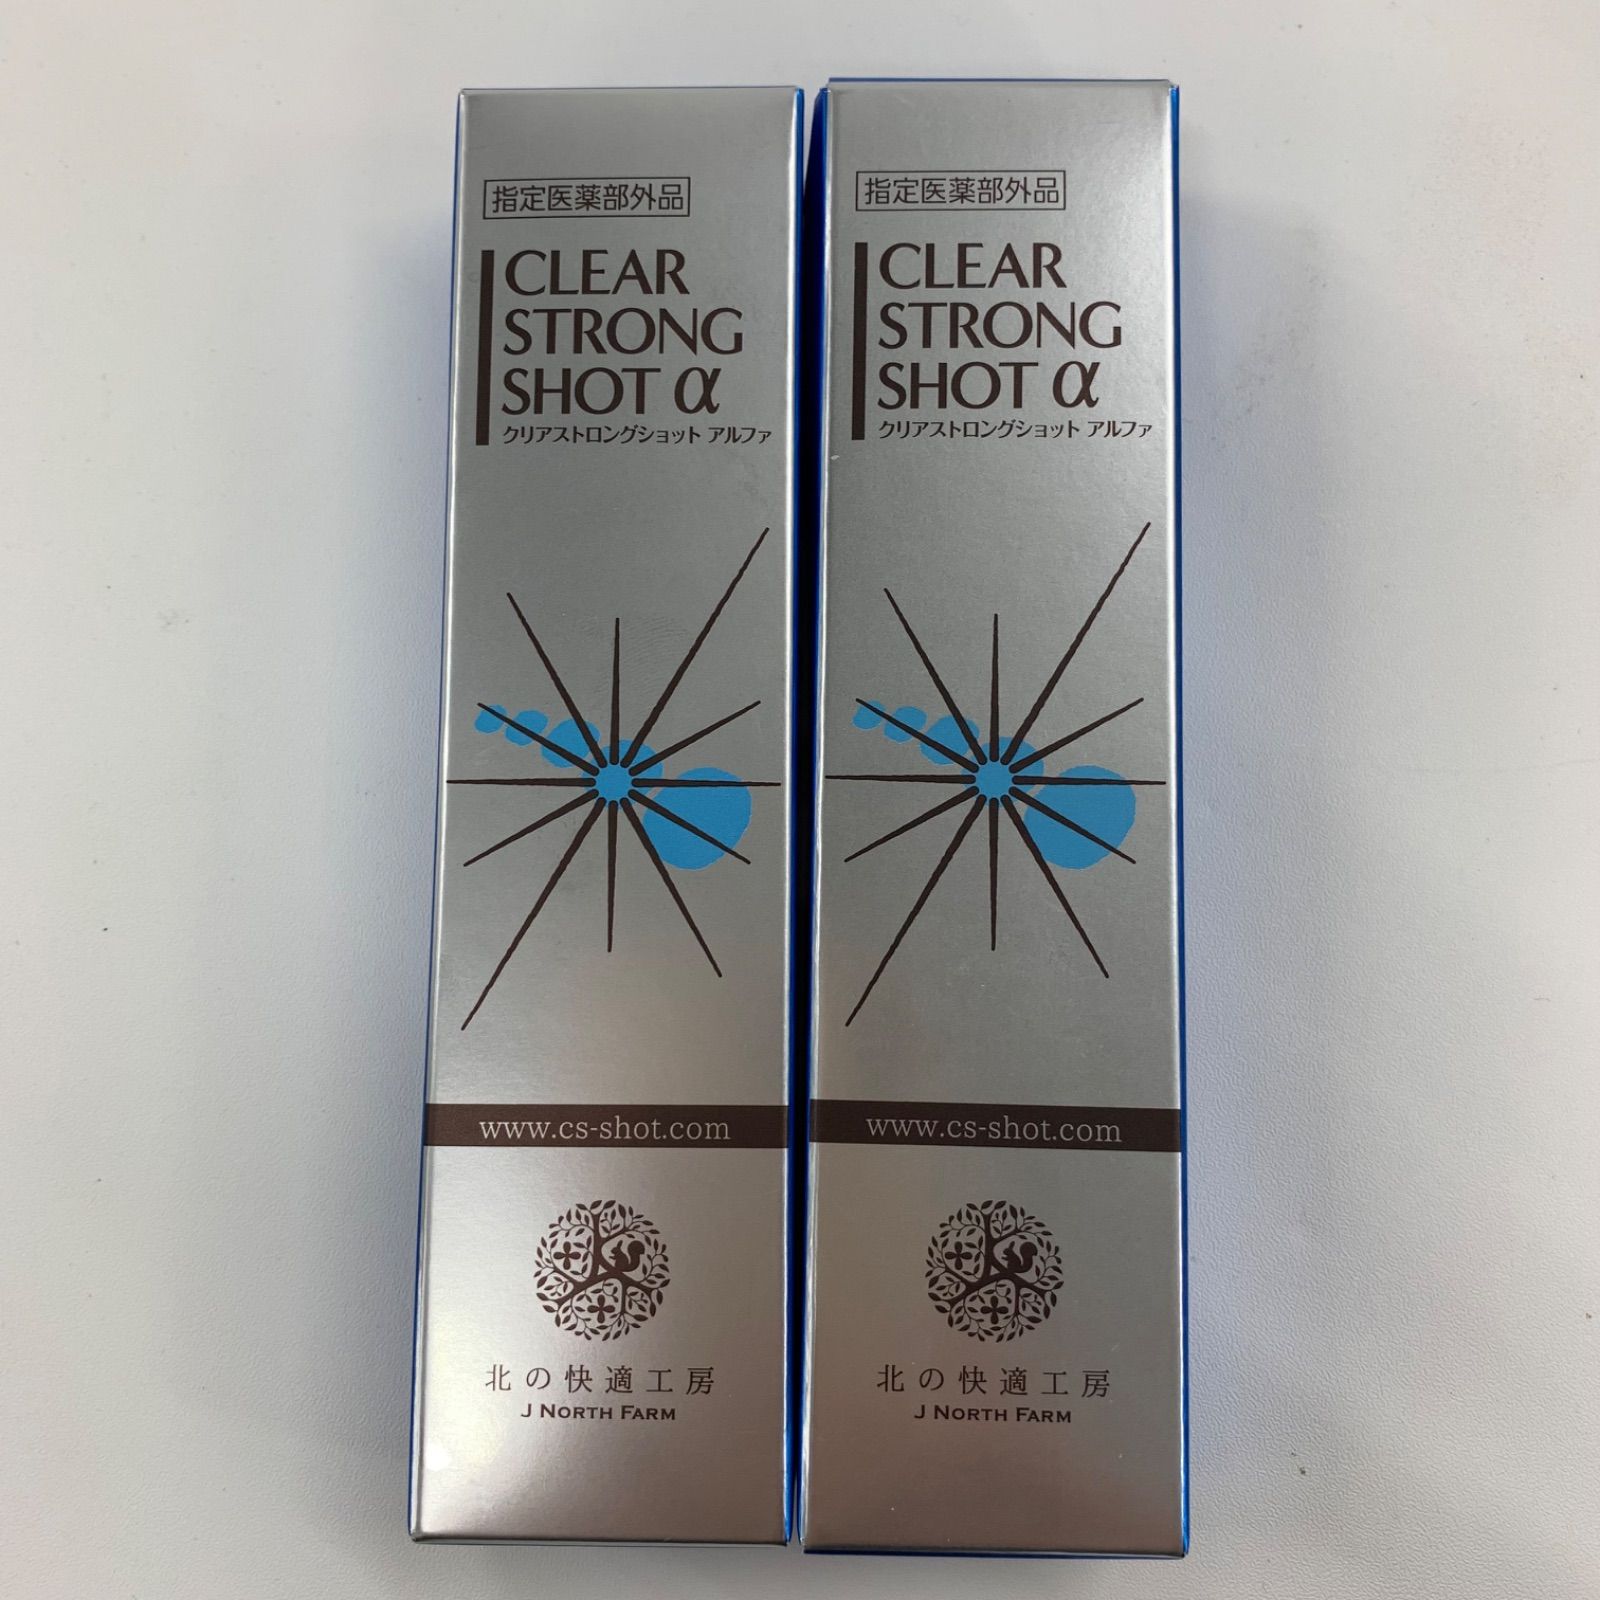 指定医薬部外品
CLEAR
STRONG
SHOT α
クリアストロングショット アルファ
www.cs-shot.com
北の快適工房
J NORTH FARM
指定医薬部外品
CLEAR
STRONG
SHOT α
クリアストロングショット アルファ
www.cs-shot.com
北の快適工房
J NORTH FARM